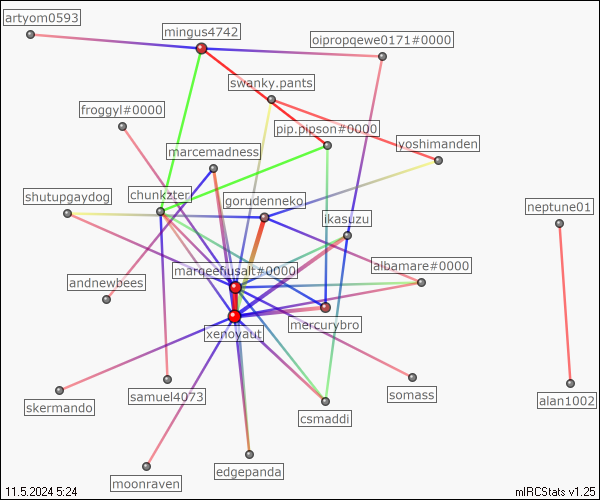 artyom0593
mingus4742
oipropqewe0171#0000
swanky.pants
froggyl#0000
pip.pipson#0000
yoshimanden
marcemadness
shutupgaydog
chunkzter
gorudenneko
ikasuzu
neptune01
albamare#0000
marqeefiusalt#0000
andnewbees
mercurybro
xenoyaut
samuel4073
somass
skermando
alan1002
csmaddi
edgepanda
moonraven
11.5.2024 5:24
mIRCStats v1.25